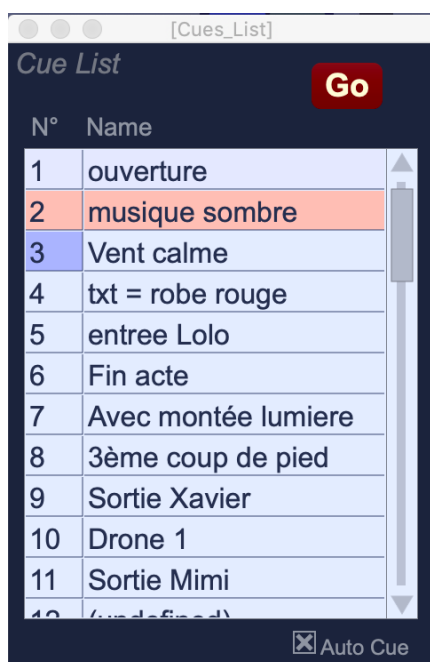 [Cues_List]
Cue List
Go
N° Name
1 ouverture
2 musique sombre
3 Vent calme
4 txt = robe rouge
5 entree Lolo
6 Fin acte
7 Avec montée lumiere
8 3ème coup de pied
9 Sortie Xavier
10 Drone 1
11 Sortie Mimi
12 (undefined)
Auto Cue